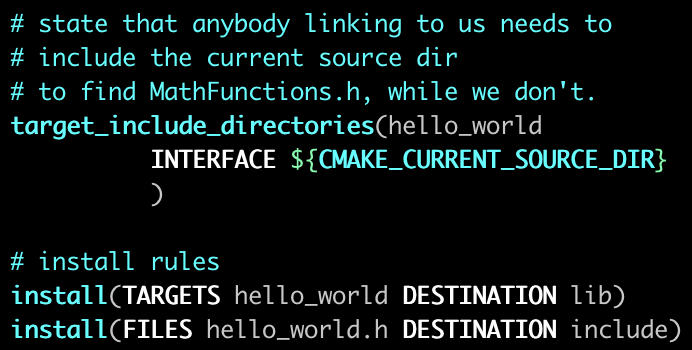 # state that anybody linking to us needs to
# include the current source dir
# to find MathFunctions.h, while we don't.
target_include_directories(hello_world
          INTERFACE ${CMAKE_CURRENT_SOURCE_DIR}
          )

# install rules
install(TARGETS hello_world DESTINATION lib)
install(FILES hello_world.h DESTINATION include)